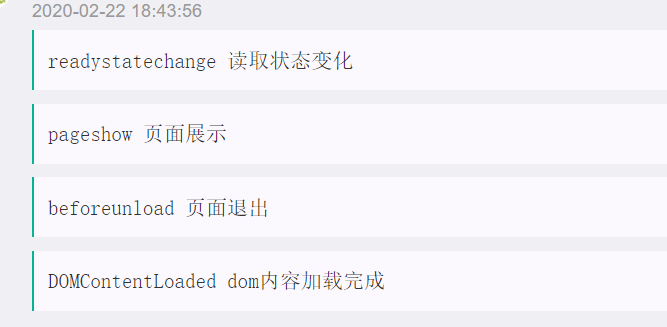 2020-02-22 18:43:56
readystatechange 读取状态变化
pageshow 页面展示
beforeunload 页面退出
DOMContentLoaded dom内容加载完成